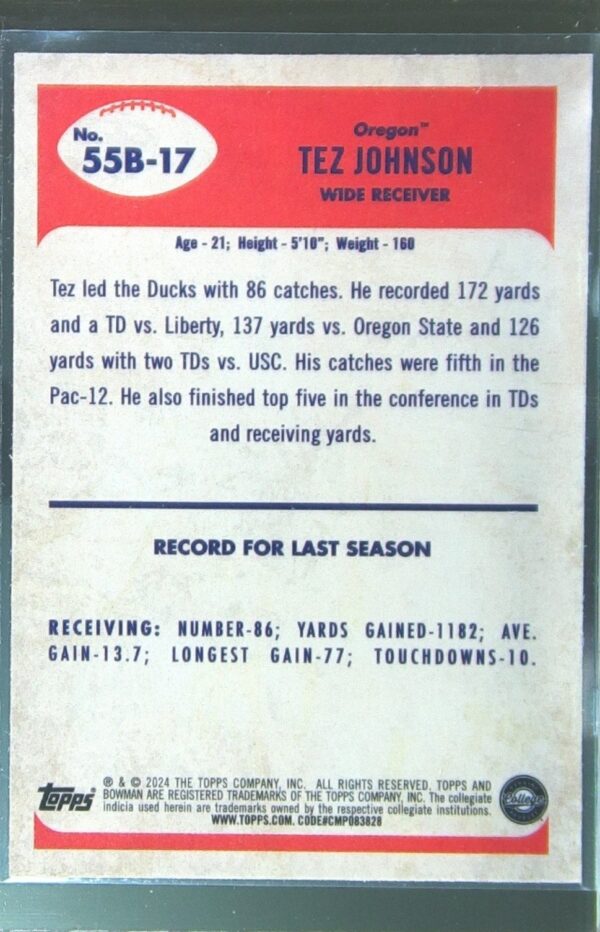 No.
55B-17
Oregon™
TEZ JOHNSON
WIDE RECEIVER
Age - 21; Height - 5'10"; Weight - 160
Tez led the Ducks with 86 catches. He recorded 172 yards
and a TD vs. Liberty, 137 yards vs. Oregon State and 126
yards with two TDs vs. USC. His catches were fifth in the
Pac-12. He also finished top five in the conference in TDs
and receiving yards.
RECORD FOR LAST SEASON
RECEIVING: NUMBER-86; YARDS GAINED-1182; AVE.
GAIN-13.7; LONGEST GAIN-77; TOUCHDOWNS-10.
topps
® & © 2024 THE TOPPS COMPANY, INC. ALL RIGHTS RESERVED. TOPPS AND
BOWMAN ARE REGISTERED TRADEMARKS OF THE TOPPS COMPANY, INC. The collegiate
indicia used herein are trademarks owned by the respective collegiate institutions.
WWW.TOPPS.COM. CODE#CMP083828
College